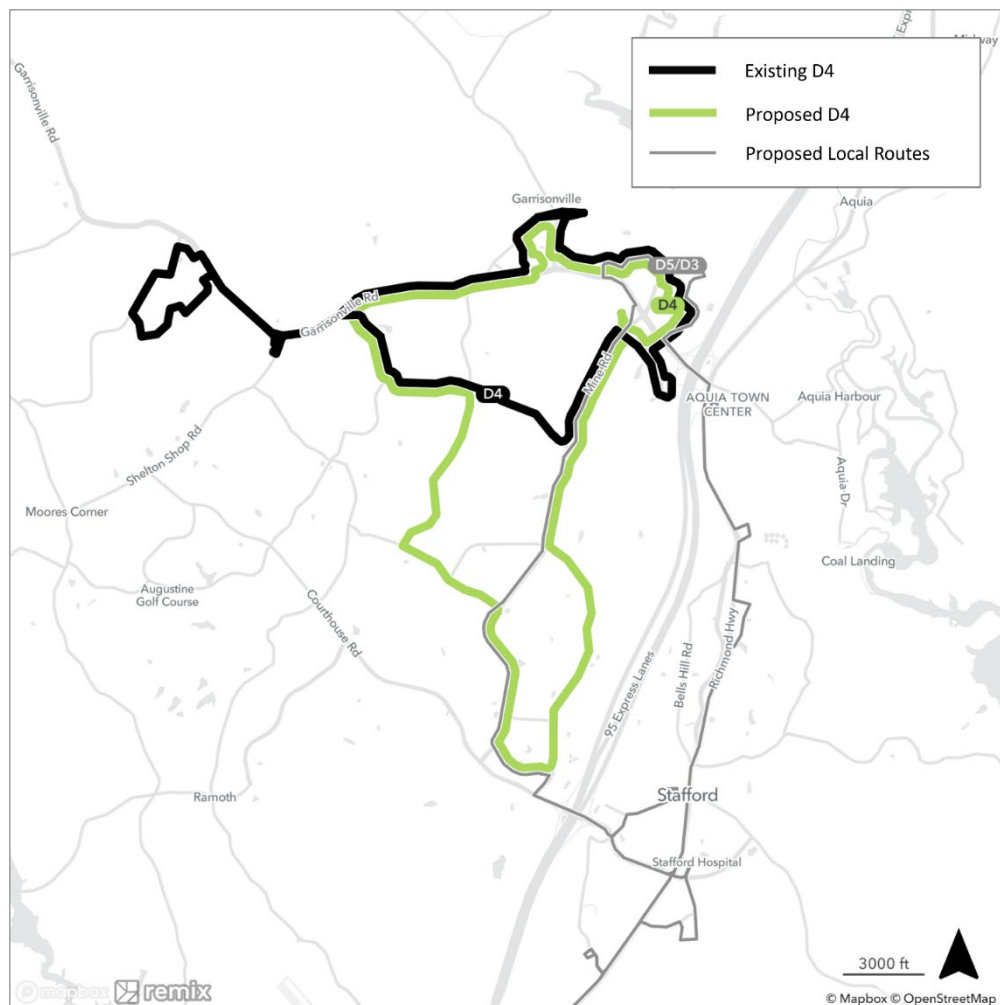 Existing D4
Proposed D4
Proposed Local Routes
Garrisonville Rd
Garrisonville
Aquia
D5/D3
D4
Garrisonville Rd
Mine Rd
D4
AQUIA TOWN
CENTER
Aquia Harbour
Shelton Shop Rd
Aquia Dr
Moores Corner
Coal Landing
Augustine
Golf Course
Courthouse Rd
Bells Hill Rd
Richmond Hwy
95 Express Lanes
Ramoth
Stafford
Stafford Hospital
3000 ft
mapbox
remix
© Mapbox © OpenStreetMap